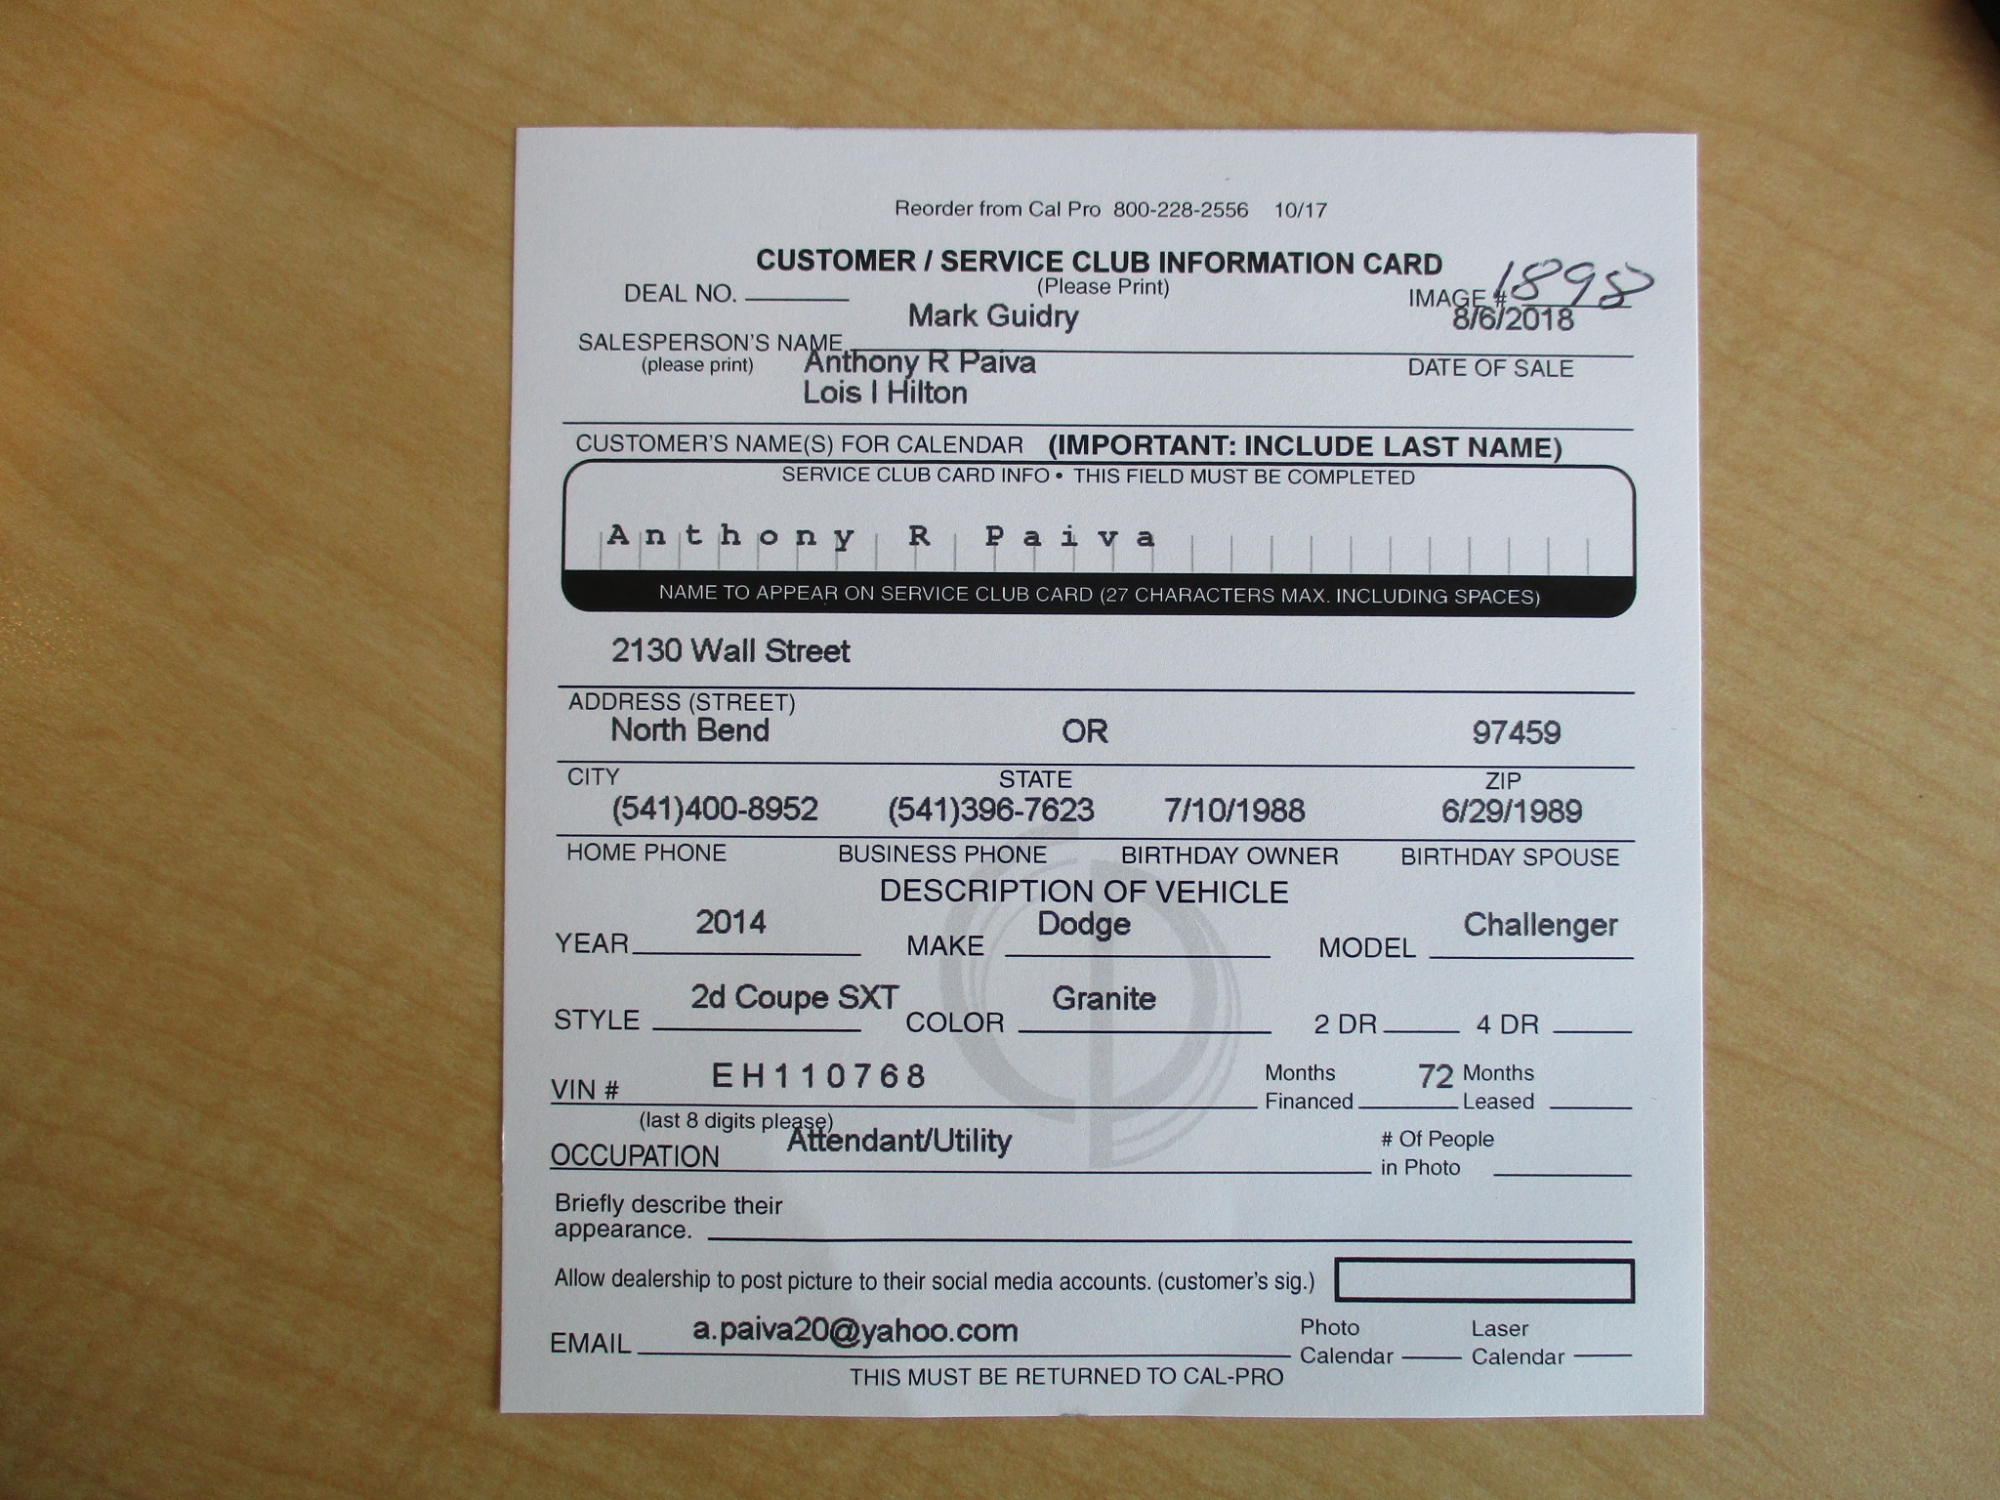 Reorder from Cal Pro 800-228-2556 10/17
CUSTOMER / SERVICE CLUB INFORMATION CARD
(Please Print)
DEAL NO.
IMAGE # 1898
Mark Guidry 8/6/2018
SALESPERSON'S NAME
(please print)
DATE OF SALE
Anthony R Paiva
Lois I Hilton
CUSTOMER'S NAME(S) FOR CALENDAR (IMPORTANT: INCLUDE LAST NAME)
SERVICE CLUB CARD INFO • THIS FIELD MUST BE COMPLETED
Anthony R Paiva
NAME TO APPEAR ON SERVICE CLUB CARD (27 CHARACTERS MAX. INCLUDING SPACES)
2130 Wall Street
ADDRESS (STREET)
North Bend OR 97459
CITY STATE ZIP
(541)400-8952 (541)396-7623 7/10/1988 6/29/1989
HOME PHONE BUSINESS PHONE BIRTHDAY OWNER BIRTHDAY SPOUSE
DESCRIPTION OF VEHICLE
YEAR 2014 MAKE Dodge MODEL Challenger
STYLE 2d Coupe SXT COLOR Granite 2 DR 4 DR
VIN # EH110768 Months Financed 72 Months Leased
(last 8 digits please)
OCCUPATION Attendant/Utility # Of People in Photo
Briefly describe their
appearance.
Allow dealership to post picture to their social media accounts. (customer's sig.)
EMAIL a.paiva20@yahoo.com Photo Calendar Laser Calendar
THIS MUST BE RETURNED TO CAL-PRO